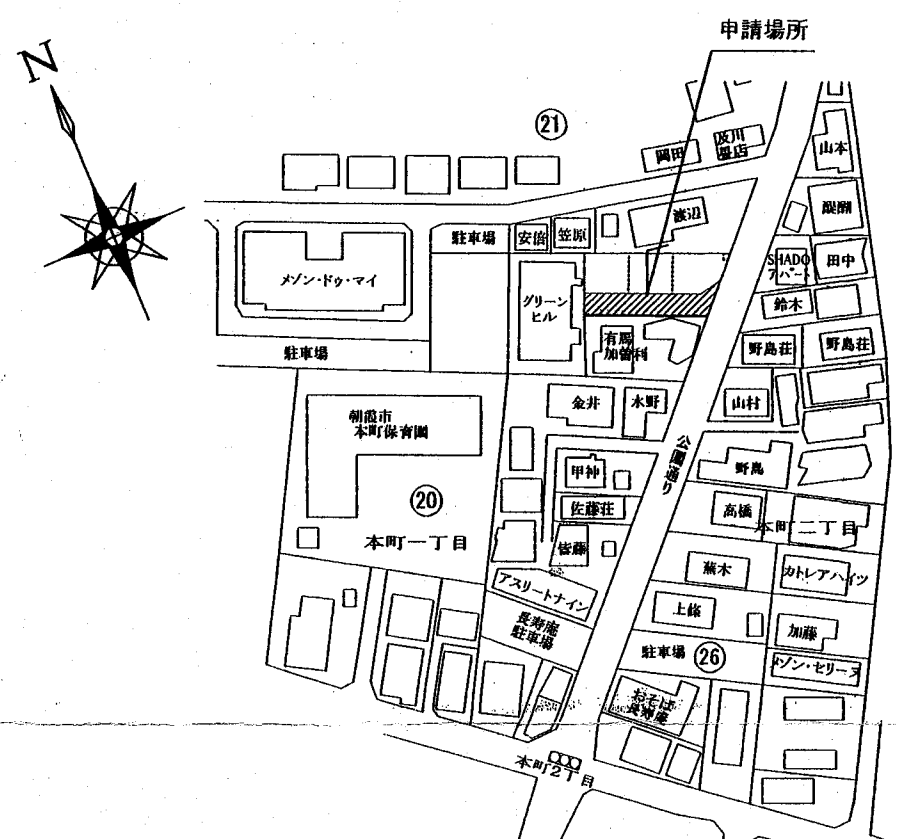 申請場所
N
21
岡田
及川
畳店
山本
醍醐
渡辺
駐車場
安倍
笠原
SHADO
アパート
田中
メゾン・ドゥ・マイ
グリーン
ヒル
鈴木
有馬
加曽利
野島荘
野島荘
駐車場
金井
水野
山村
朝霞市
本町保育園
公園通り
甲神
野島
20
佐藤荘
高橋
本町二丁目
本町一丁目
皆藤
アスリートナイン
カトレアハイツ
上條
長寿庵
駐車場
加藤
駐車場
26
メゾン・セリーヌ
おそば
長寿庵
本町2丁目